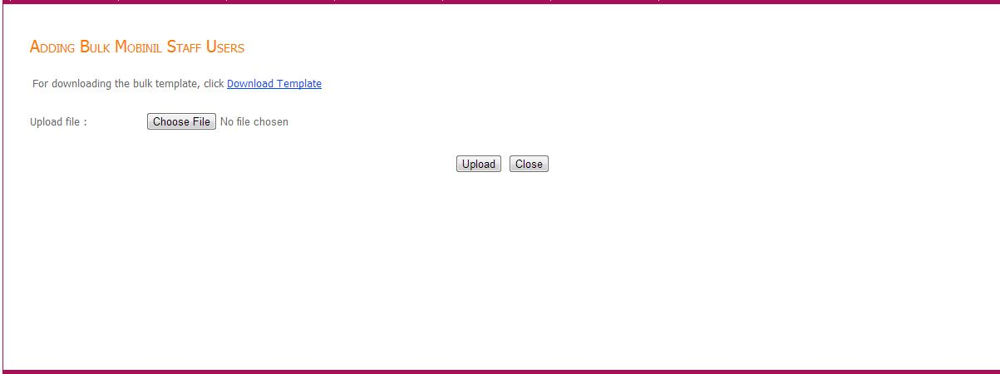 Adding Bulk Mobinil Staff Users
For downloading the bulk template, click Download Template
Upload file : Choose File No file chosen
Upload Close